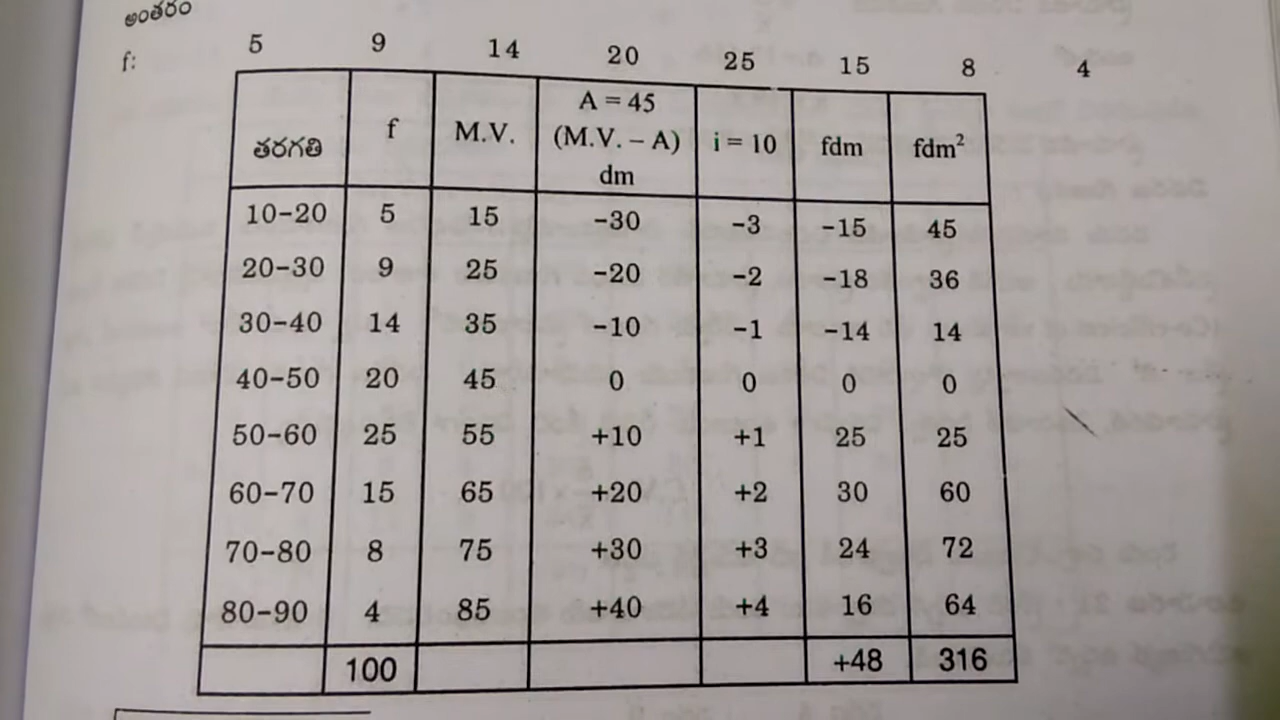 అంతరం
f: 5 9 14 20 25 15 8 4
తరగతి f M.V. A = 45 (M.V. – A) dm i = 10 fdm fdm²
10-20 5 15 -30 -3 -15 45
20-30 9 25 -20 -2 -18 36
30-40 14 35 -10 -1 -14 14
40-50 20 45 0 0 0 0
50-60 25 55 +10 +1 25 25
60-70 15 65 +20 +2 30 60
70-80 8 75 +30 +3 24 72
80-90 4 85 +40 +4 16 64
100 +48 316